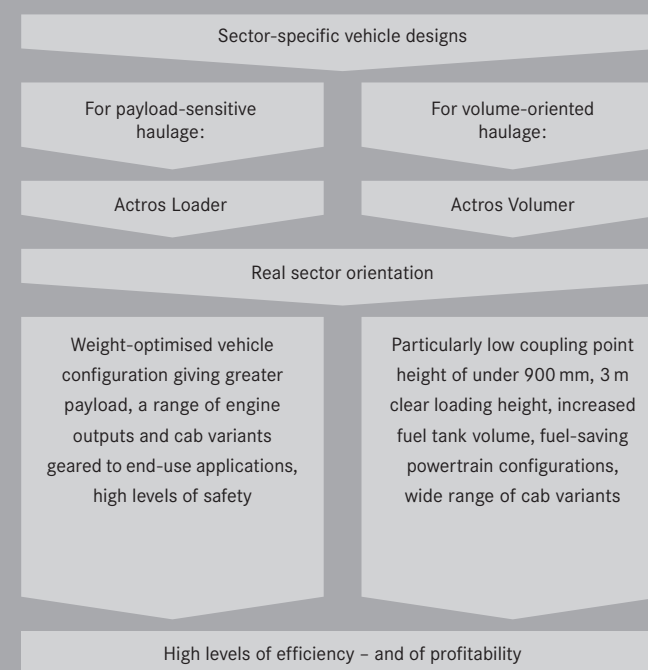 Sector-specific vehicle designs
For payload-sensitive
haulage:
For volume-oriented
haulage:
Actros Loader
Actros Volumer
Real sector orientation
Weight-optimised vehicle
configuration giving greater
payload, a range of engine
outputs and cab variants
geared to end-use applications,
high levels of safety
Particularly low coupling point
height of under 900 mm, 3 m
clear loading height, increased
fuel tank volume, fuel-saving
powertrain configurations,
wide range of cab variants
High levels of efficiency – and of profitability